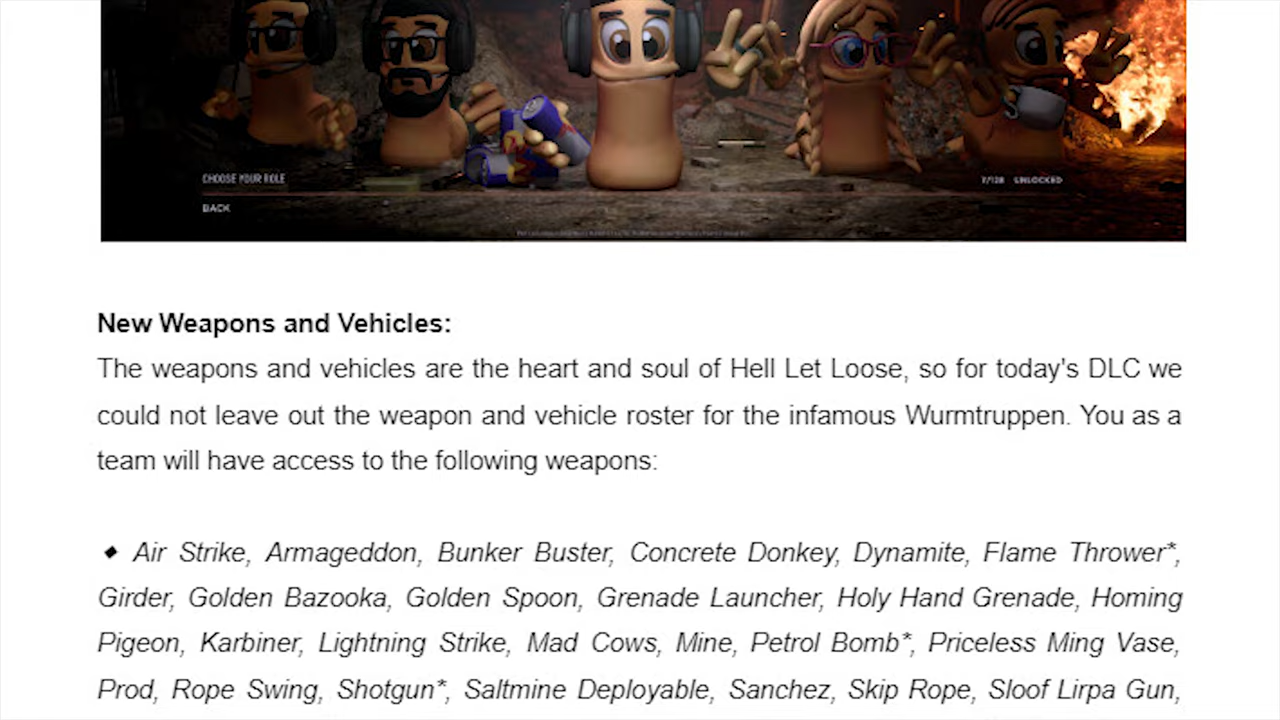 CHOOSE YOUR ROLE
7/128 UNLOCKED
BACK
New Weapons and Vehicles:
The weapons and vehicles are the heart and soul of Hell Let Loose, so for today's DLC we
could not leave out the weapon and vehicle roster for the infamous Wurmtruppen. You as a
team will have access to the following weapons:
◆ Air Strike, Armageddon, Bunker Buster, Concrete Donkey, Dynamite, Flame Thrower*,
Girder, Golden Bazooka, Golden Spoon, Grenade Launcher, Holy Hand Grenade, Homing
Pigeon, Karbiner, Lightning Strike, Mad Cows, Mine, Petrol Bomb*, Priceless Ming Vase,
Prod, Rope Swing, Shotgun*, Saltmine Deployable, Sanchez, Skip Rope, Sloof Lirpa Gun,